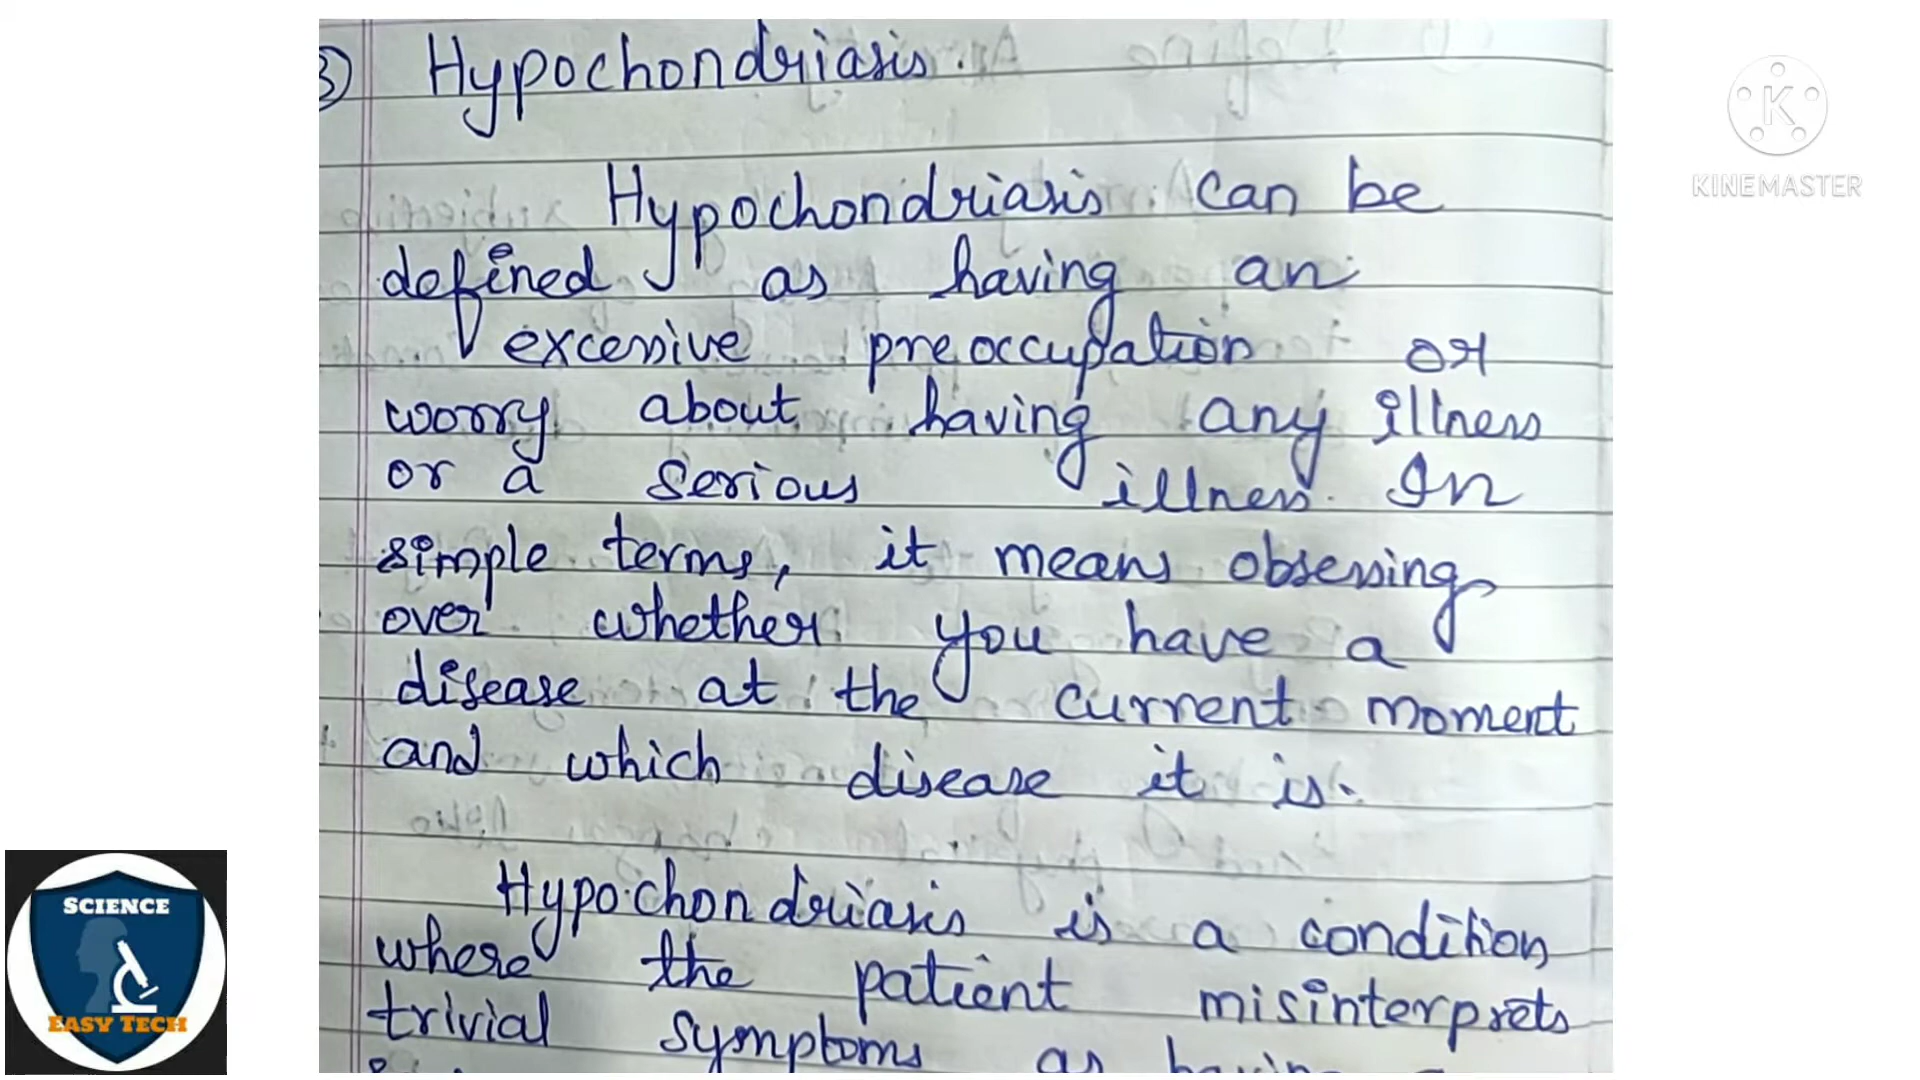 3) Hypochondriasis.
Hypochondriasis can be
defined as having an
excessive preoccupation or
worry about having any illness
or a serious illness. In
simple terms, it means obsessing
over whether you have a
disease at the current moment
and which disease it is.
Hypochondriasis is a condition
where the patient misinterprets
trivial symptoms as having
KINEMASTER
SCIENCE
EASY TECH